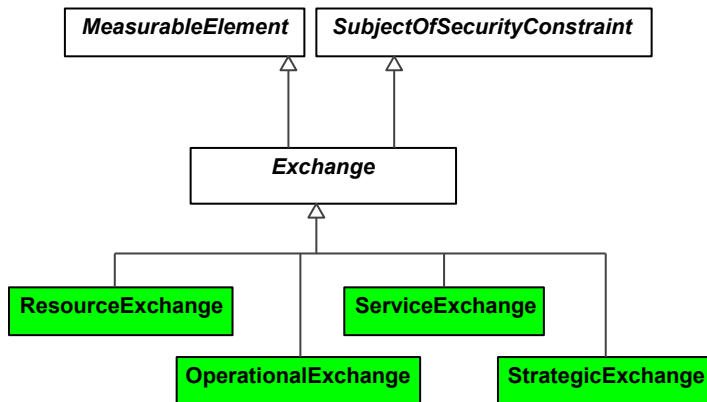 MeasurableElement
SubjectOfSecurityConstraint
Exchange
ResourceExchange
ServiceExchange
OperationalExchange
StrategicExchange